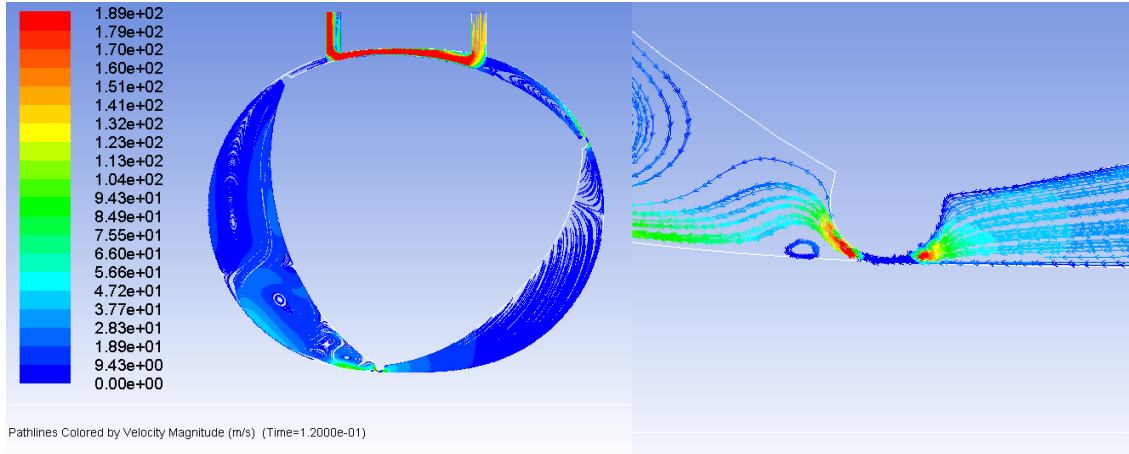 1.89e+02
1.79e+02
1.70e+02
1.60e+02
1.51e+02
1.41e+02
1.32e+02
1.23e+02
1.13e+02
1.04e+02
9.43e+01
8.49e+01
7.55e+01
6.60e+01
5.66e+01
4.72e+01
3.77e+01
2.83e+01
1.89e+01
9.43e+00
0.00e+00
Pathlines Colored by Velocity Magnitude (m/s) (Time=1.2000e-01)